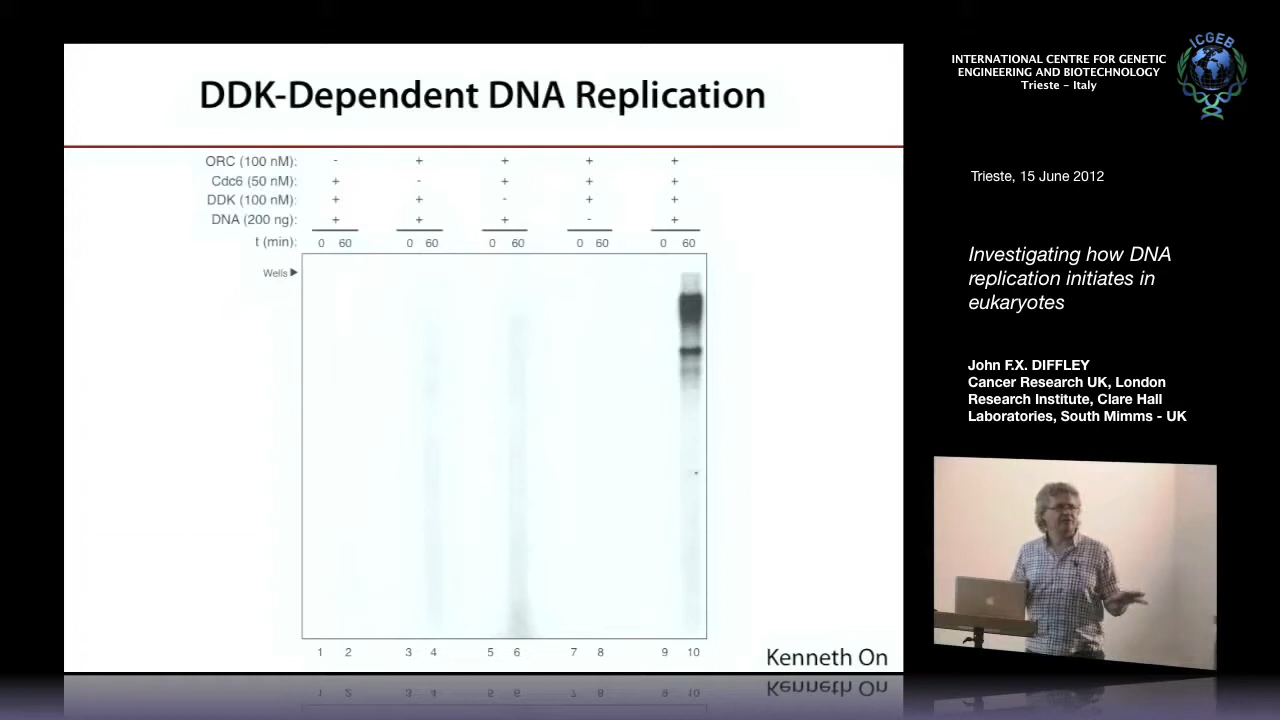 DDK-Dependent DNA Replication
ORC (100 nM): - + + + +
Cdc6 (50 nM): + - + + +
DDK (100 nM): + + - + +
DNA (200 ng): + + + - +
t (min): 0 60 0 60 0 60 0 60 0 60
Wells ►
1 2 3 4 5 6 7 8 9 10
Kenneth On
INTERNATIONAL CENTRE FOR GENETIC
ENGINEERING AND BIOTECHNOLOGY
Trieste – Italy
ICGEB
Trieste, 15 June 2012
Investigating how DNA
replication initiates in
eukaryotes
John F.X. DIFFLEY
Cancer Research UK, London
Research Institute, Clare Hall
Laboratories, South Mimms - UK